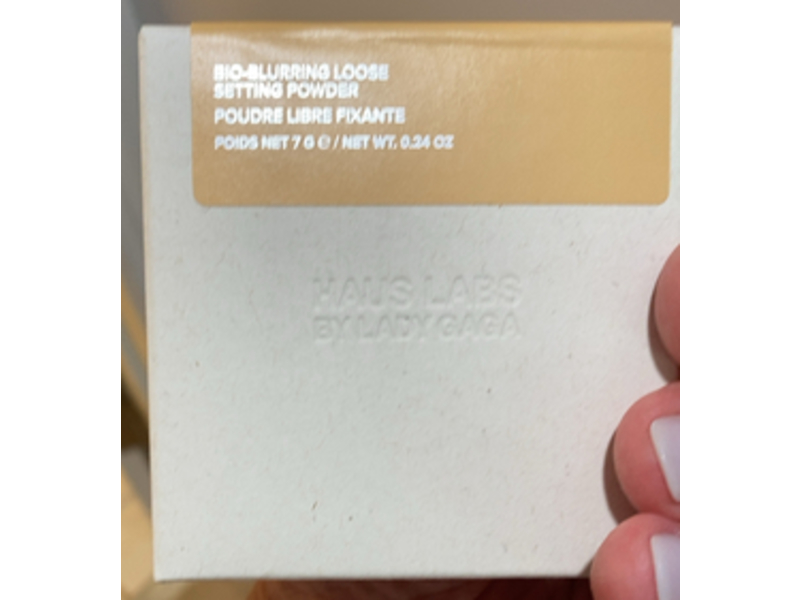 BIO-BLURRING LOOSE
SETTING POWDER
POUDRE LIBRE FIXANTE
POIDS NET 7 G ℮ / NET WT. 0.24 OZ
HAUS LABS
BY LADY GAGA